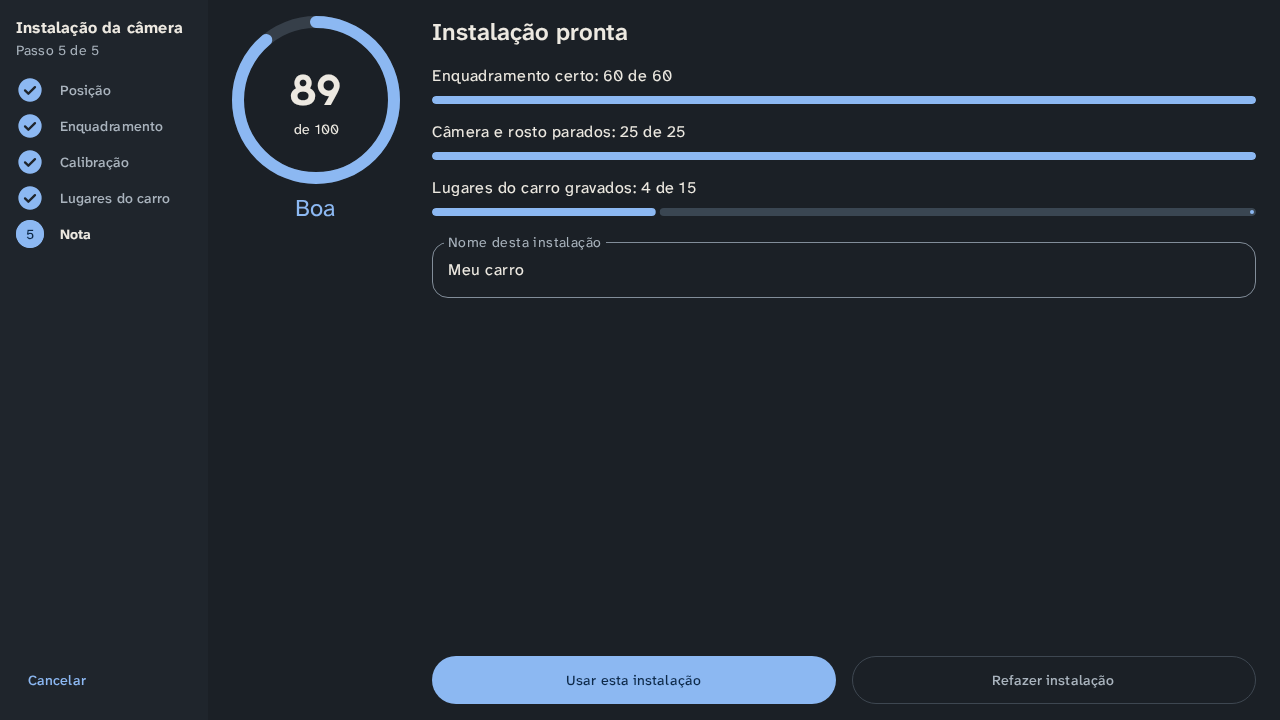 Instalação da câmera
Passo 5 de 5
Posição
Enquadramento
Calibração
Lugares do carro
5 Nota
Cancelar
89
de 100
Boa
Instalação pronta
Enquadramento certo: 60 de 60
Câmera e rosto parados: 25 de 25
Lugares do carro gravados: 4 de 15
Nome desta instalação
Meu carro
Usar esta instalação
Refazer instalação